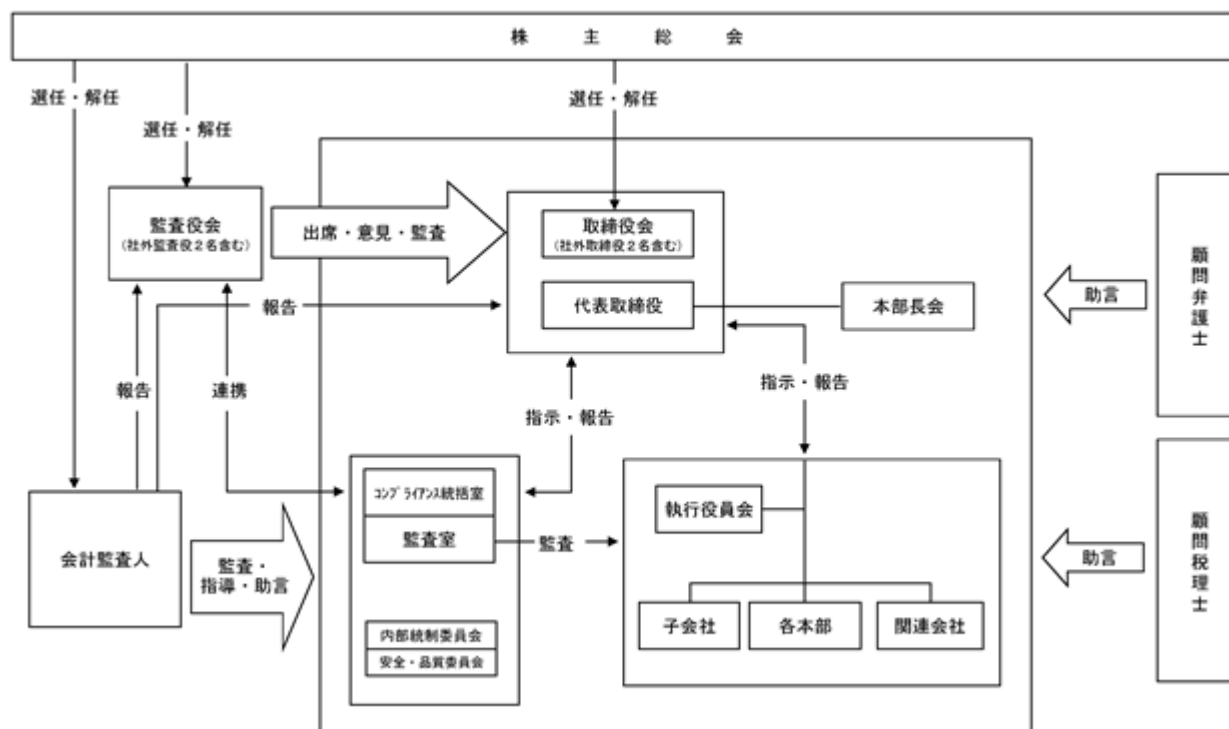 株主総会
選任・解任
選任・解任
選任・解任
監査役会
(社外監査役2名含む)
出席・意見・監査
取締役会
(社外取締役2名含む)
代表取締役
本部長会
顧問弁護士
助言
報告
報告
連携
指示・報告
指示・報告
コンプライアンス統括室
監査室
監査
執行役員会
会計監査人
監査・
指導・助言
内部統制委員会
安全・品質委員会
子会社
各本部
関連会社
助言
顧問税理士